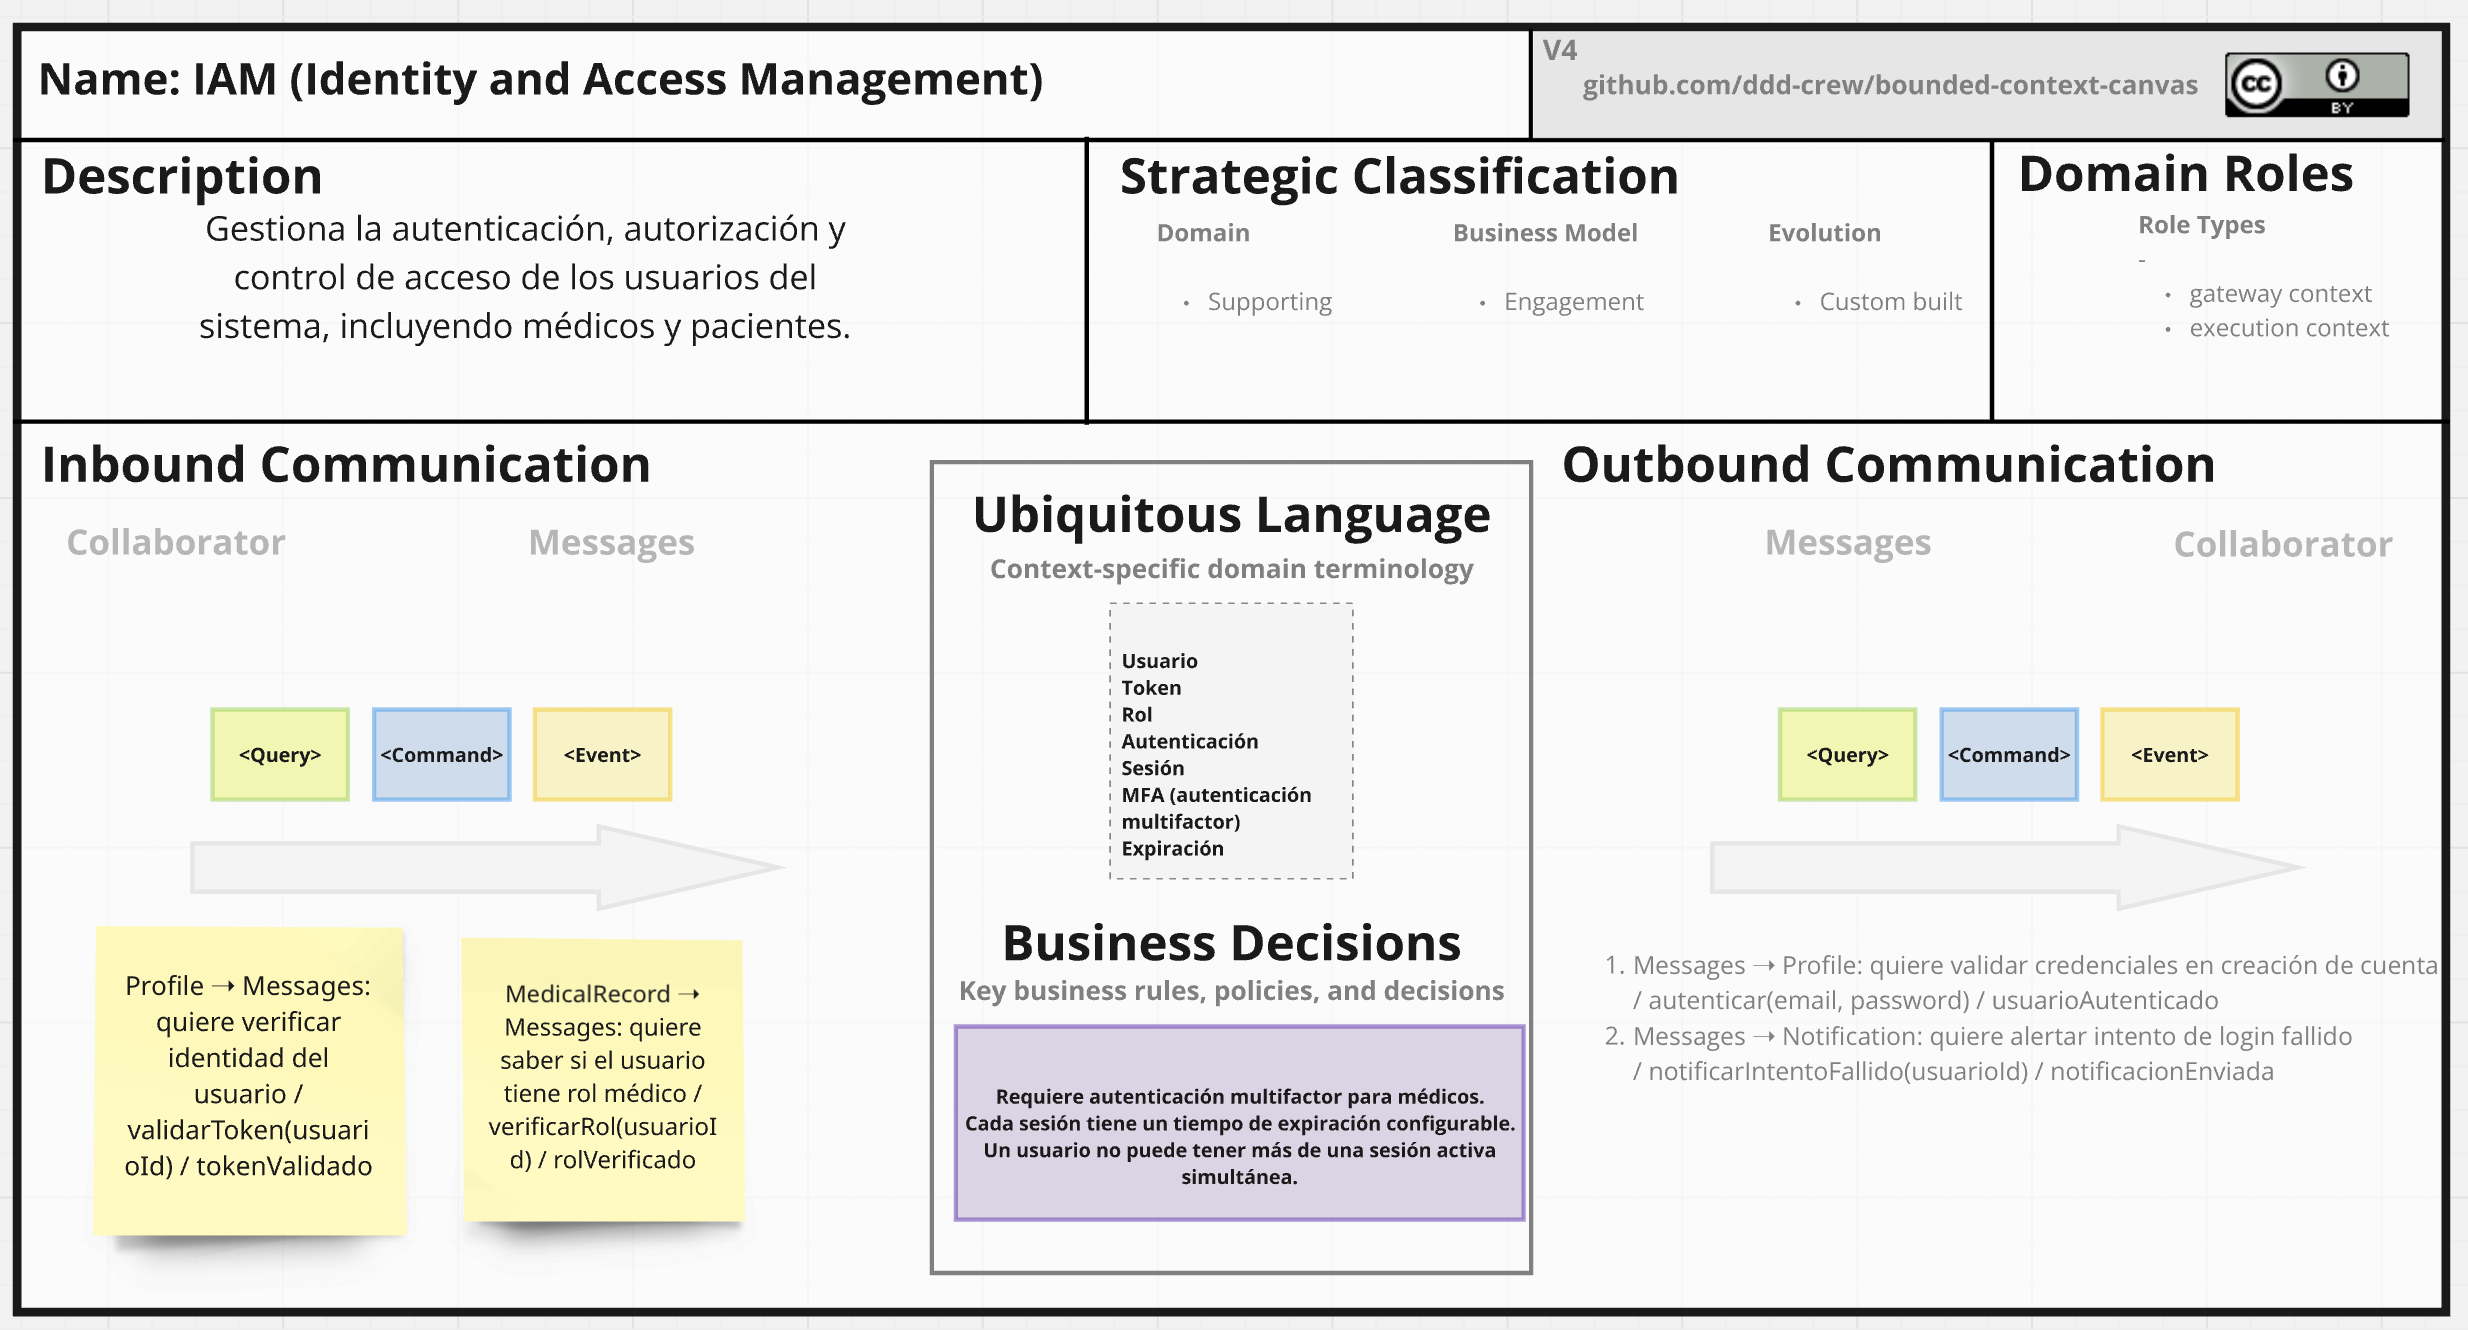 Name: IAM (Identity and Access Management)
V4
github.com/ddd-crew/bounded-context-canvas
cc
BY
Description
Gestiona la autenticación, autorización y
control de acceso de los usuarios del
sistema, incluyendo médicos y pacientes.
Strategic Classification
Domain
• Supporting
Business Model
• Engagement
Evolution
• Custom built
Domain Roles
Role Types
-
• gateway context
• execution context
Inbound Communication
Collaborator
Messages
<Query>
<Command>
<Event>
Profile → Messages:
quiere verificar
identidad del
usuario /
validarToken(usuari
oId) / tokenValidado
MedicalRecord →
Messages: quiere
saber si el usuario
tiene rol médico /
verificarRol(usuarioI
d) / rolVerificado
Ubiquitous Language
Context-specific domain terminology
Usuario
Token
Rol
Autenticación
Sesión
MFA (autenticación
multifactor)
Expiración
Business Decisions
Key business rules, policies, and decisions
Requiere autenticación multifactor para médicos.
Cada sesión tiene un tiempo de expiración configurable.
Un usuario no puede tener más de una sesión activa
simultánea.
Outbound Communication
Messages
Collaborator
<Query>
<Command>
<Event>
1. Messages → Profile: quiere validar credenciales en creación de cuenta
/ autenticar(email, password) / usuarioAutenticado
2. Messages → Notification: quiere alertar intento de login fallido
/ notificarIntentoFallido(usuarioId) / notificacionEnviada